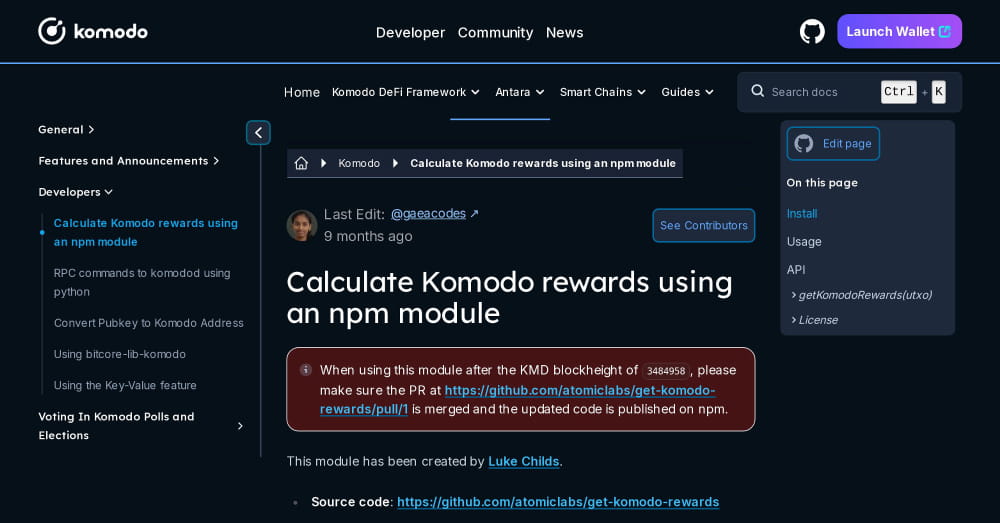 komodo
Developer Community News
Launch Wallet
Home Komodo DeFi Framework Antara Smart Chains Guides
Search docs Ctrl + K
General
Features and Announcements
Developers
Calculate Komodo rewards using
an npm module
RPC commands to komodod using
python
Convert Pubkey to Komodo Address
Using bitcore-lib-komodo
Using the Key-Value feature
Voting In Komodo Polls and
Elections
Komodo Calculate Komodo rewards using an npm module
Last Edit: @gaeacodes ↗
9 months ago
See Contributors
Calculate Komodo rewards using
an npm module
When using this module after the KMD blockheight of 3484958, please
make sure the PR at https://github.com/atomiclabs/get-komodo-
rewards/pull/1 is merged and the updated code is published on npm.
This module has been created by Luke Childs.
• Source code: https://github.com/atomiclabs/get-komodo-rewards
Edit page
On this page
Install
Usage
API
getKomodoRewards(utxo)
License